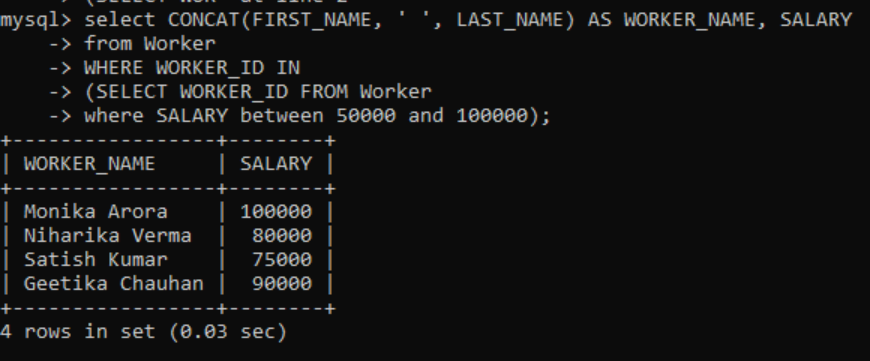 mysql> select CONCAT(FIRST_NAME, ' ', LAST_NAME) AS WORKER_NAME, SALARY
    -> from Worker
    -> WHERE WORKER_ID IN
    -> (SELECT WORKER_ID FROM Worker
    -> where SALARY between 50000 and 100000);
+-----------------+--------+
| WORKER_NAME     | SALARY |
+-----------------+--------+
| Monika Arora    | 100000 |
| Niharika Verma  |  80000 |
| Satish Kumar    |  75000 |
| Geetika Chauhan |  90000 |
+-----------------+--------+
4 rows in set (0.03 sec)